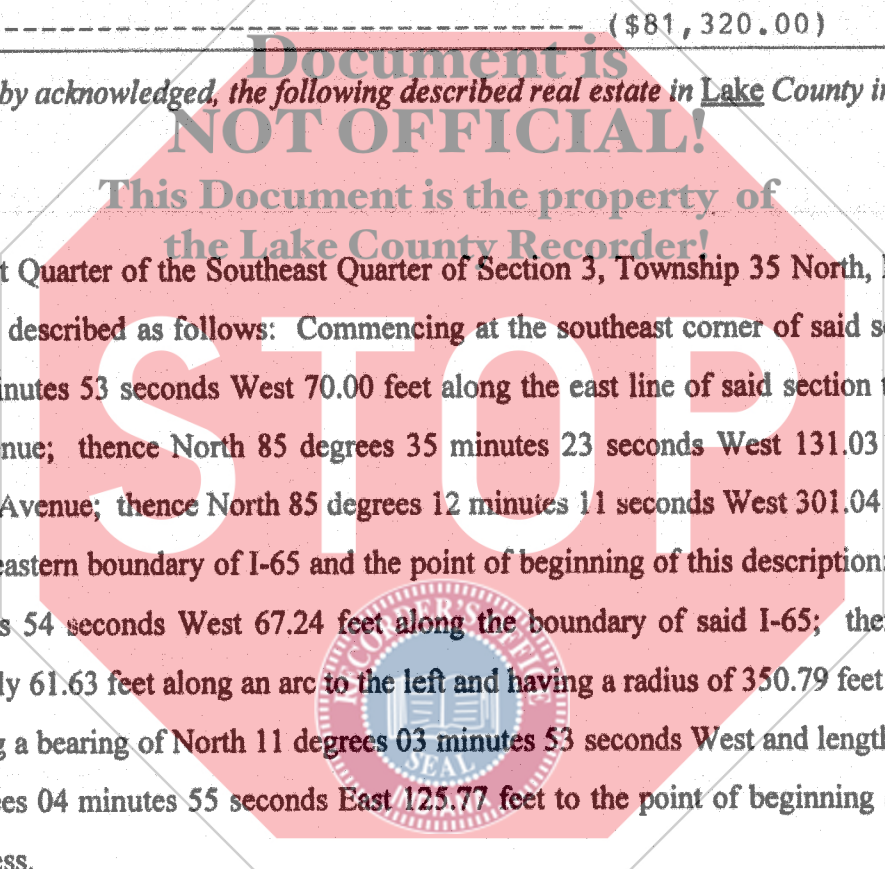 ($81,320.00)
Document is
by acknowledged, the following described real estate in Lake County in
NOT OFFICIAL!
This Document is the property of
the Lake County Recorder!
t Quarter of the Southeast Quarter of Section 3, Township 35 North,
described as follows: Commencing at the southeast corner of said s
inutes 53 seconds West 70.00 feet along the east line of said section t
nue; thence North 85 degrees 35 minutes 23 seconds West 131.03
STOP
Avenue; thence North 85 degrees 12 minutes 11 seconds West 301.04
eastern boundary of I-65 and the point of beginning of this description:
s 54 seconds West 67.24 feet along the boundary of said I-65; the
ly 61.63 feet along an arc to the left and having a radius of 350.79 feet
g a bearing of North 11 degrees 03 minutes 53 seconds West and length
es 04 minutes 55 seconds East 125.77 feet to the point of beginning
ess.
RECORDER'S OFFICE
SEAL